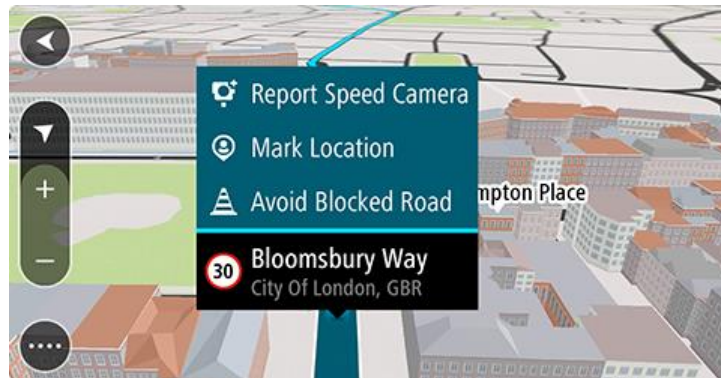 Report Speed Camera
Mark Location
Avoid Blocked Road
mpton Place
30
Bloomsbury Way
City Of London, GBR